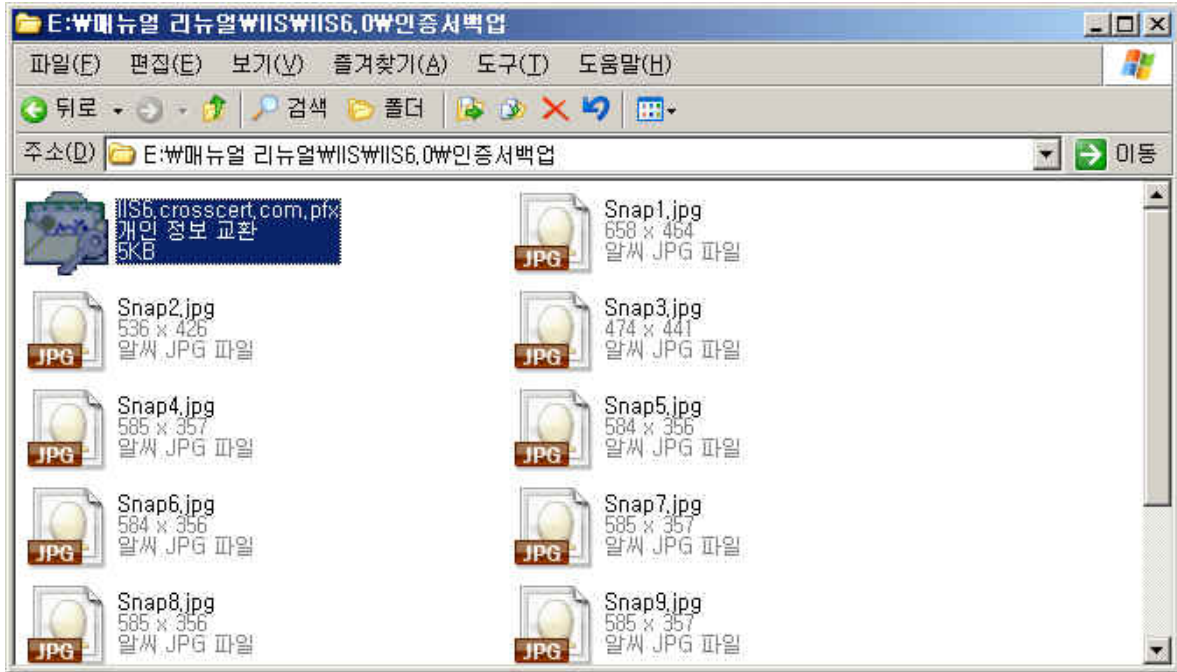 E:₩매뉴얼 리뉴얼₩IIS₩IIS6.0₩인증서백업
파일(F) 편집(E) 보기(V) 즐겨찾기(A) 도구(T) 도움말(H)
뒤로 검색 폴더
주소(D) E:₩매뉴얼 리뉴얼₩IIS₩IIS6.0₩인증서백업 이동
IIS6.crosscert.com.pfx
개인 정보 교환
5KB
Snap1.jpg
658 x 464
알씨 JPG 파일
JPG
Snap2.jpg
536 x 426
알씨 JPG 파일
JPG
Snap3.jpg
474 x 441
알씨 JPG 파일
JPG
Snap4.jpg
585 x 357
알씨 JPG 파일
JPG
Snap5.jpg
584 x 356
알씨 JPG 파일
JPG
Snap6.jpg
584 x 356
알씨 JPG 파일
JPG
Snap7.jpg
585 x 357
알씨 JPG 파일
JPG
Snap8.jpg
585 x 356
알씨 JPG 파일
JPG
Snap9.jpg
585 x 357
알씨 JPG 파일
JPG